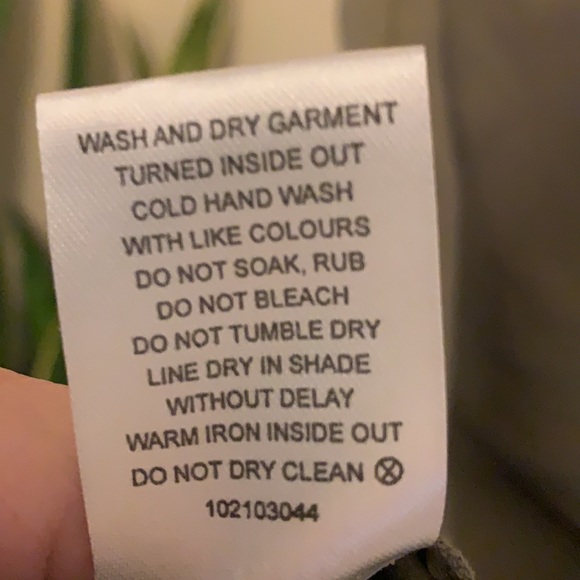 WASH AND DRY GARMENT
TURNED INSIDE OUT
COLD HAND WASH
WITH LIKE COLOURS
DO NOT SOAK, RUB
DO NOT BLEACH
DO NOT TUMBLE DRY
LINE DRY IN SHADE
WITHOUT DELAY
WARM IRON INSIDE OUT
DO NOT DRY CLEAN
102103044